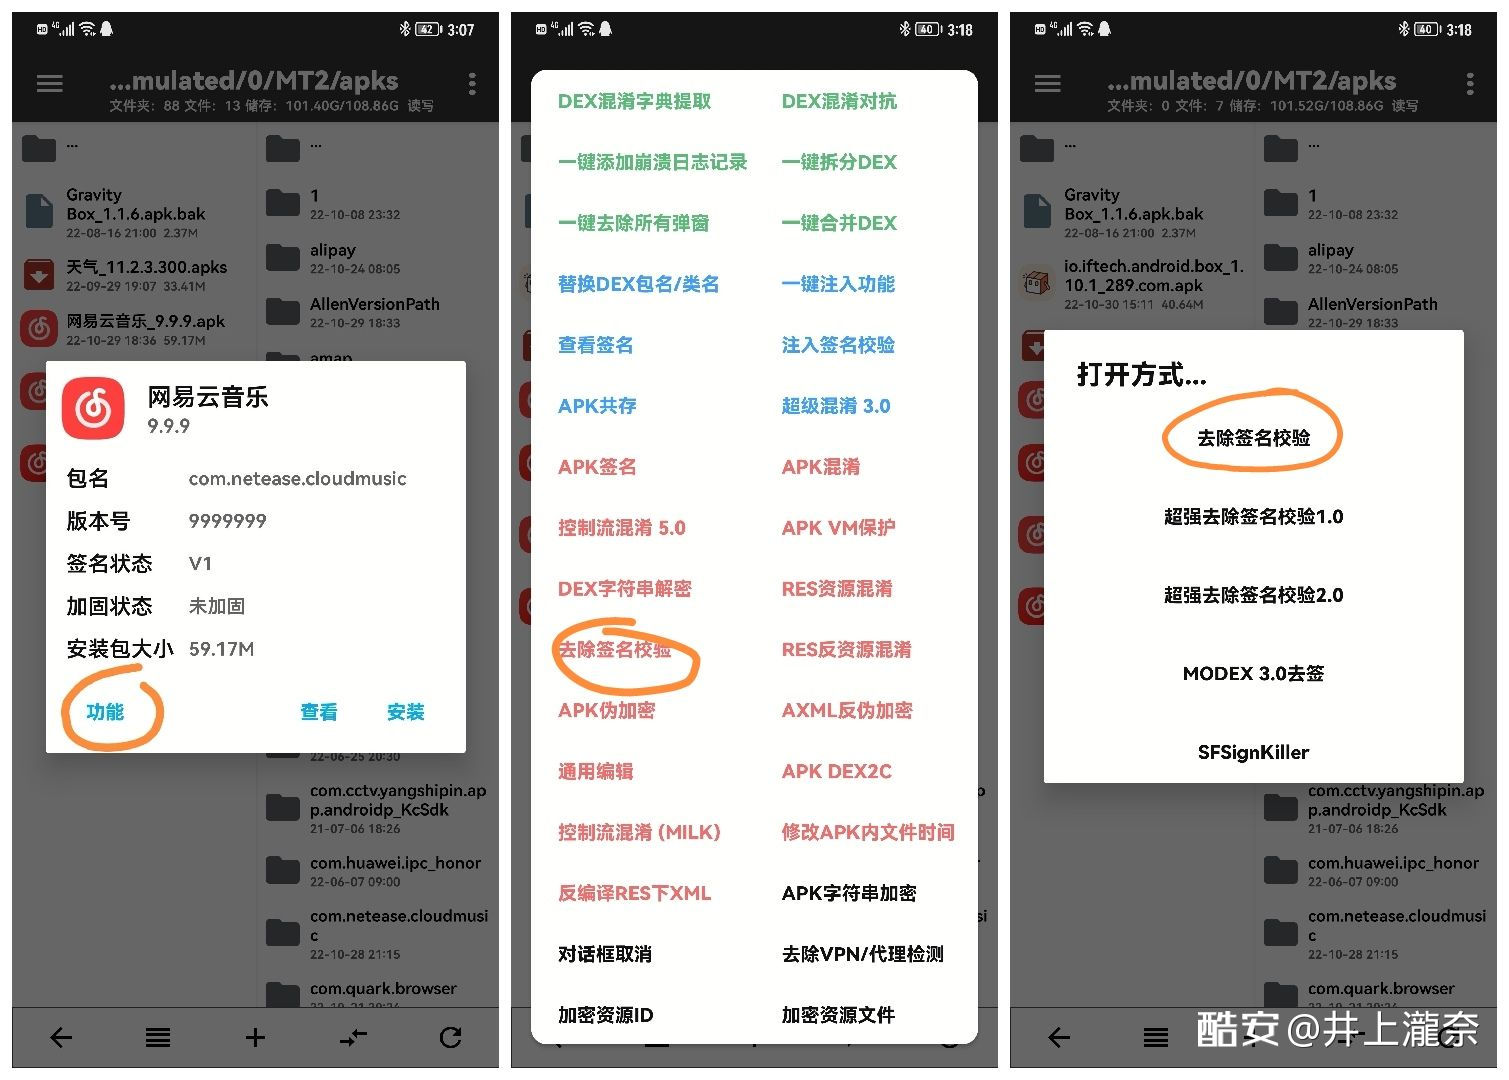 HD 4G 42 3:07
...mulated/0/MT2/apks
文件夹: 88 文件: 13 储存: 101.40G/108.86G 读写
...
Gravity
Box_1.1.6.apk.bak
22-08-16 21:00 2.37M
天气_11.2.3.300.apks
22-09-29 19:07 33.41M
网易云音乐_9.9.9.apk
22-10-29 18:36 59.17M
...
1
22-10-08 23:32
alipay
22-10-24 08:05
AllenVersionPath
22-10-29 18:33
amap
网易云音乐
9.9.9
包名 com.netease.cloudmusic
版本号 9999999
签名状态 V1
加固状态 未加固
安装包大小 59.17M
功能 查看 安装
22-06-25 20:30
com.cctv.yangshipin.ap
p.androidp_KcSdk
21-07-06 18:26
com.huawei.ipc_honor
22-06-07 09:00
com.netease.cloudmusi
c
22-10-28 21:15
com.quark.browser
HD 4G 40 3:18
DEX混淆字典提取 DEX混淆对抗
一键添加崩溃日志记录 一键拆分DEX
一键去除所有弹窗 一键合并DEX
替换DEX包名/类名 一键注入功能
查看签名 注入签名校验
APK共存 超级混淆 3.0
APK签名 APK混淆
控制流混淆 5.0 APK VM保护
DEX字符串解密 RES资源混淆
去除签名校验 RES反资源混淆
APK伪加密 AXML反伪加密
通用编辑 APK DEX2C
控制流混淆 (MILK) 修改APK内文件时间
反编译RES下XML APK字符串加密
对话框取消 去除VPN/代理检测
加密资源ID 加密资源文件
HD 4G 40 3:18
...mulated/0/MT2/apks
文件夹: 0 文件: 7 储存: 101.52G/108.86G 读写
...
Gravity
Box_1.1.6.apk.bak
22-08-16 21:00 2.37M
io.iftech.android.box_1.
10.1_289.com.apk
22-10-30 15:11 40.64M
...
1
22-10-08 23:32
alipay
22-10-24 08:05
AllenVersionPath
22-10-29 18:33
打开方式...
去除签名校验
超强去除签名校验1.0
超强去除签名校验2.0
MODEX 3.0去签
SFSignKiller
com.cctv.yangshipin.ap
p.androidp_KcSdk
21-07-06 18:26
com.huawei.ipc_honor
22-06-07 09:00
com.netease.cloudmusi
c
22-10-28 21:15
com.quark.browser
酷安@井上瀧奈